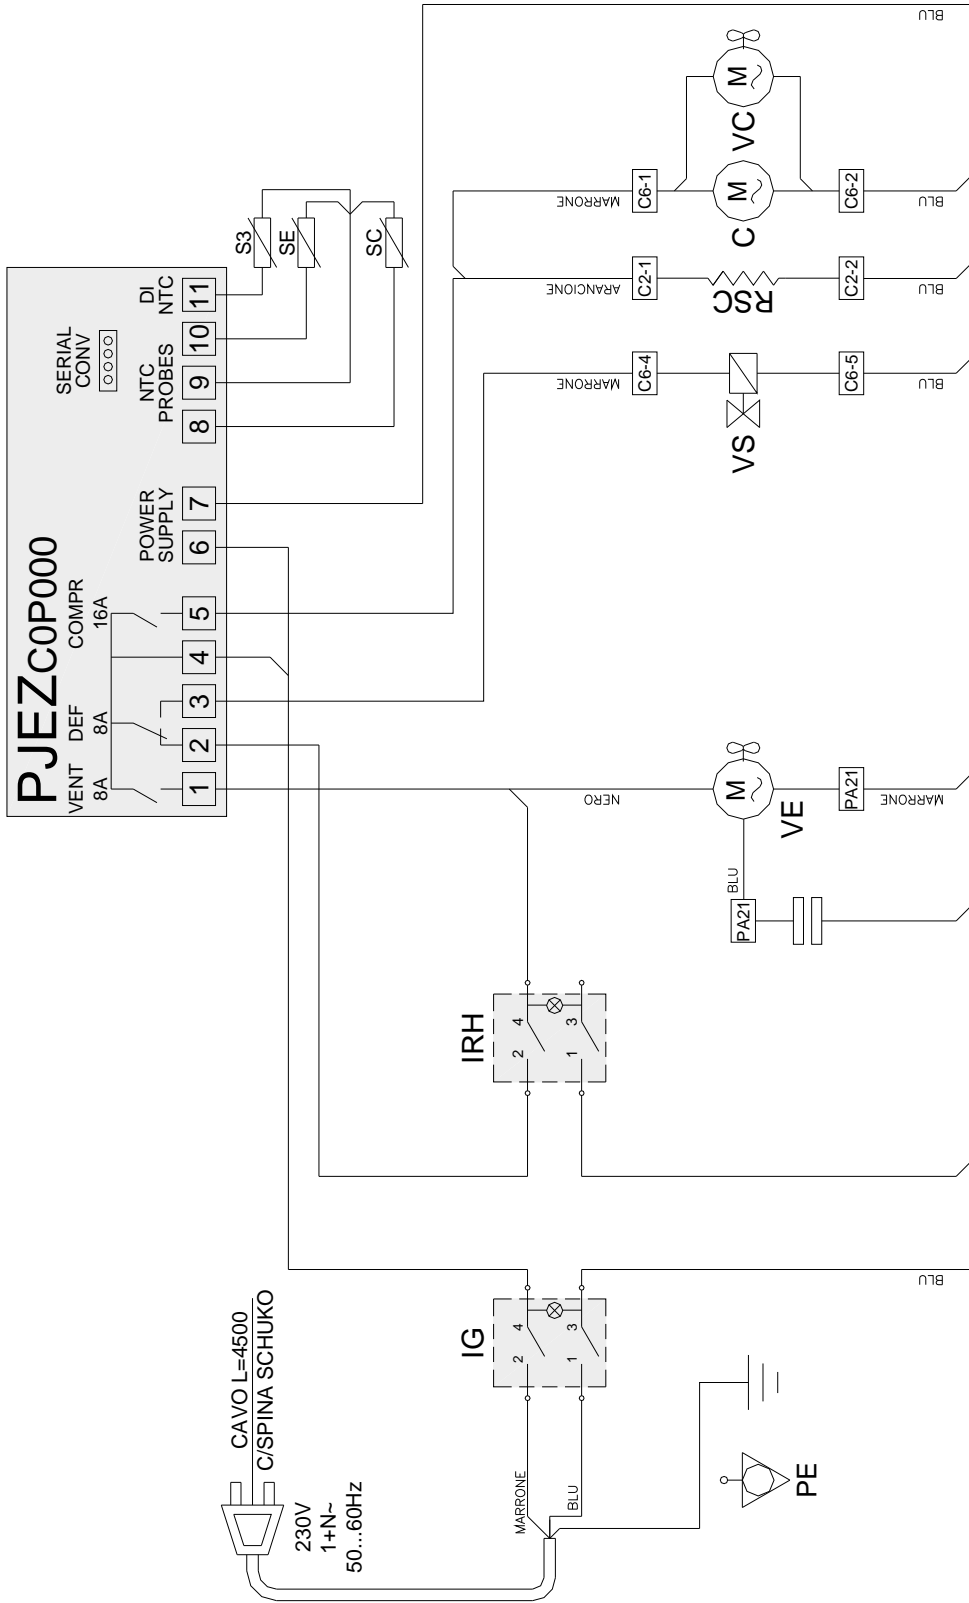 PJEZC0P000
VENT
8A
DEF
8A
COMPR
16A
POWER
SUPPLY
SERIAL
CONV
NTC
PROBES
DI
NTC
1
2
3
4
5
6
7
8
9
10
11
S3
SE
SC
CAVO L=4500
C/SPINA SCHUKO
230V
1+N~
50...60Hz
MARRONE
BLU
PE
IG
2
4
1
3
BLU
IRH
2
4
1
3
NERO
BLU
PA21
M
VE
PA21
MARRONE
MARRONE
C6-4
VS
C6-5
BLU
ARANCIONE
C2-1
RSC
C2-2
BLU
MARRONE
C6-1
M
C
C6-2
BLU
M
VC
BLU